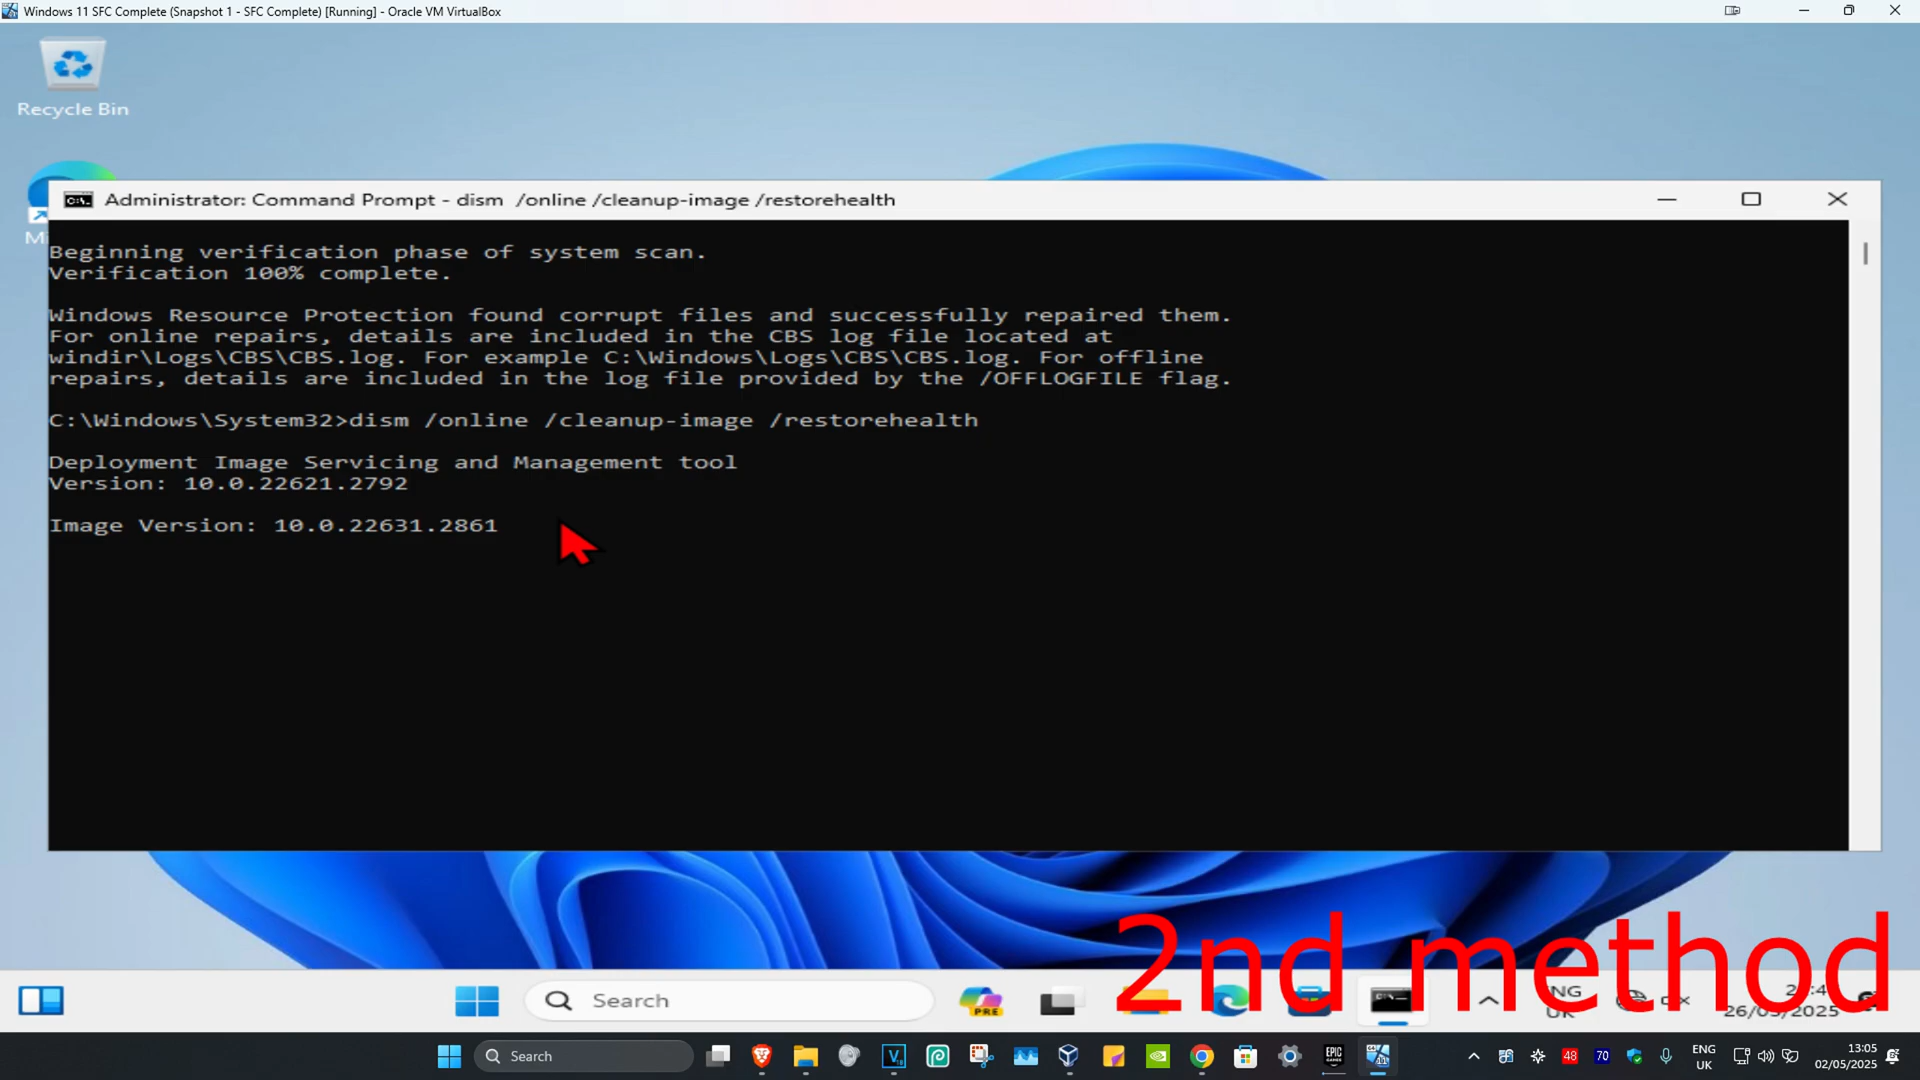 Windows 11 SFC Complete (Snapshot 1 - SFC Complete) [Running] - Oracle VM VirtualBox
Recycle Bin
Administrator: Command Prompt - dism  /online /cleanup-image /restorehealth
Beginning verification phase of system scan.
Verification 100% complete.
Windows Resource Protection found corrupt files and successfully repaired them.
For online repairs, details are included in the CBS log file located at
windir\Logs\CBS\CBS.log. For example C:\Windows\Logs\CBS\CBS.log. For offline
repairs, details are included in the log file provided by the /OFFLOGFILE flag.
C:\Windows\System32>dism /online /cleanup-image /restorehealth
Deployment Image Servicing and Management tool
Version: 10.0.22621.2792
Image Version: 10.0.22631.2861
2nd method
Search
PRE
UK
Search
EPIC GAMES
48
70
ENG
UK
13:05
02/05/2025